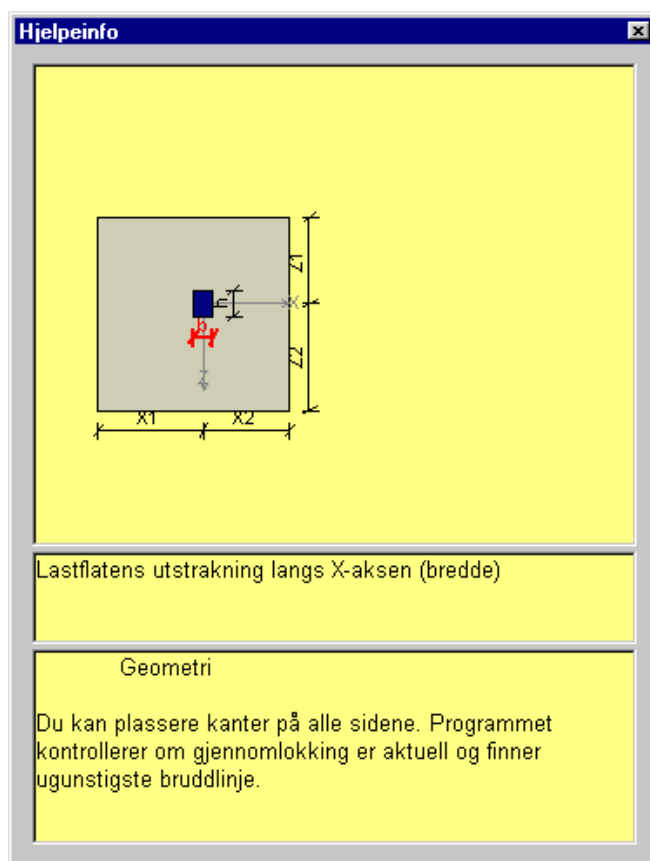 Hjelpeinfo
Z1
X
h
b
Z2
Z
X1
X2
Lastflatens utstrakning langs X-aksen (bredde)
Geometri
Du kan plassere kanter på alle sidene. Programmet
kontrollerer om gjennomlokking er aktuell og finner
ugunstigste bruddlinje.